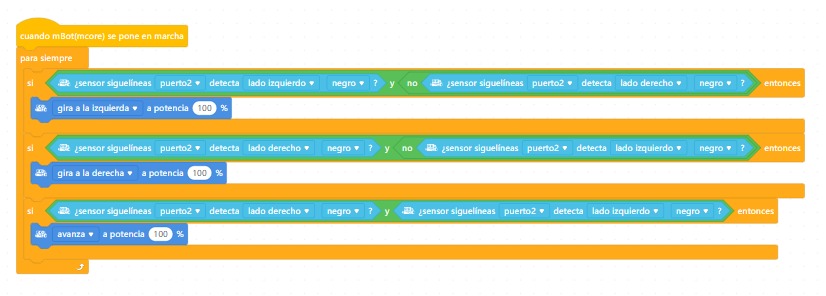 cuando mBot(mcore) se pone en marcha
para siempre
si ¿sensor siguelíneas puerto2 detecta lado izquierdo negro ? y no ¿sensor siguelíneas puerto2 detecta lado derecho negro ? entonces
gira a la izquierda a potencia 100 %
si ¿sensor siguelíneas puerto2 detecta lado derecho negro ? y no ¿sensor siguelíneas puerto2 detecta lado izquierdo negro ? entonces
gira a la derecha a potencia 100 %
si ¿sensor siguelíneas puerto2 detecta lado derecho negro ? y ¿sensor siguelíneas puerto2 detecta lado izquierdo negro ? entonces
avanza a potencia 100 %